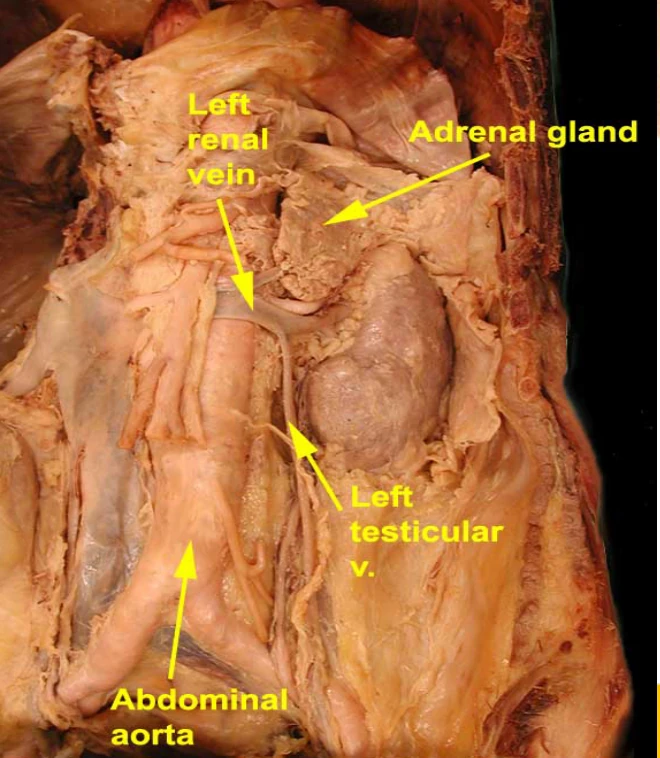 Left
renal
vein
Adrenal gland
Left
testicular
v.
Abdominal
aorta